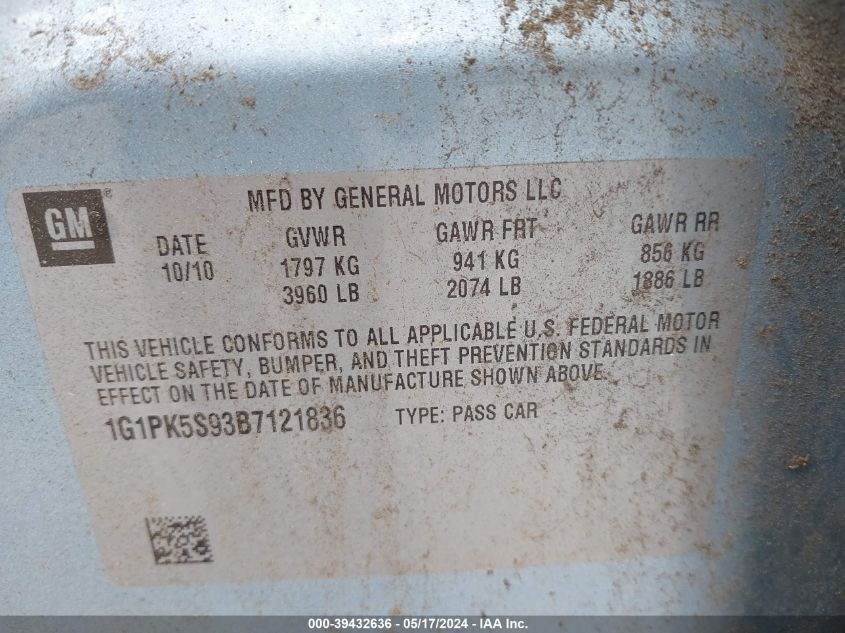 MFD BY GENERAL MOTORS LLC
GM ®
DATE GVWR GAWR FRT GAWR RR
10/10 1797 KG 941 KG 856 KG
3960 LB 2074 LB 1886 LB
THIS VEHICLE CONFORMS TO ALL APPLICABLE U.S. FEDERAL MOTOR
VEHICLE SAFETY, BUMPER, AND THEFT PREVENTION STANDARDS IN
EFFECT ON THE DATE OF MANUFACTURE SHOWN ABOVE.
1G1PK5S93B7121836 TYPE: PASS CAR
000-39432636 - 05/17/2024 - IAA Inc.